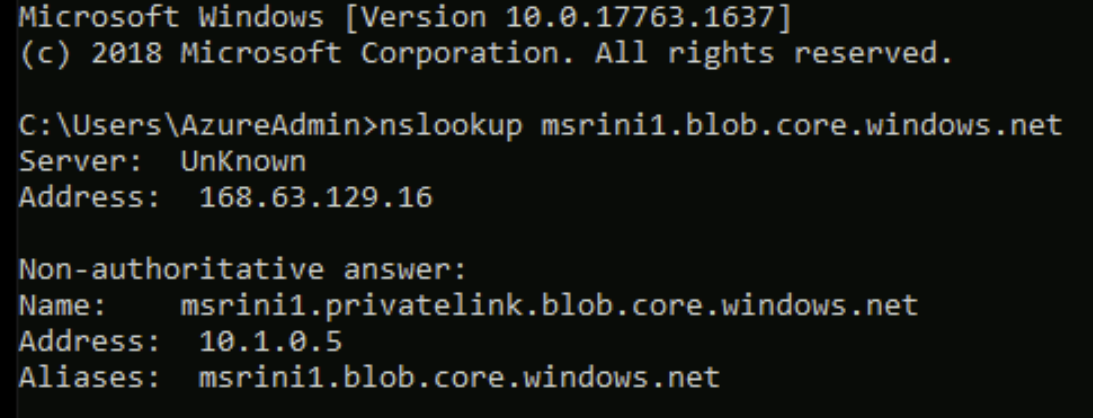 Microsoft Windows [Version 10.0.17763.1637]
(c) 2018 Microsoft Corporation. All rights reserved.
C:\Users\AzureAdmin>nslookup msrini1.blob.core.windows.net
Server:  UnKnown
Address:  168.63.129.16
Non-authoritative answer:
Name:    msrini1.privatelink.blob.core.windows.net
Address:  10.1.0.5
Aliases:  msrini1.blob.core.windows.net